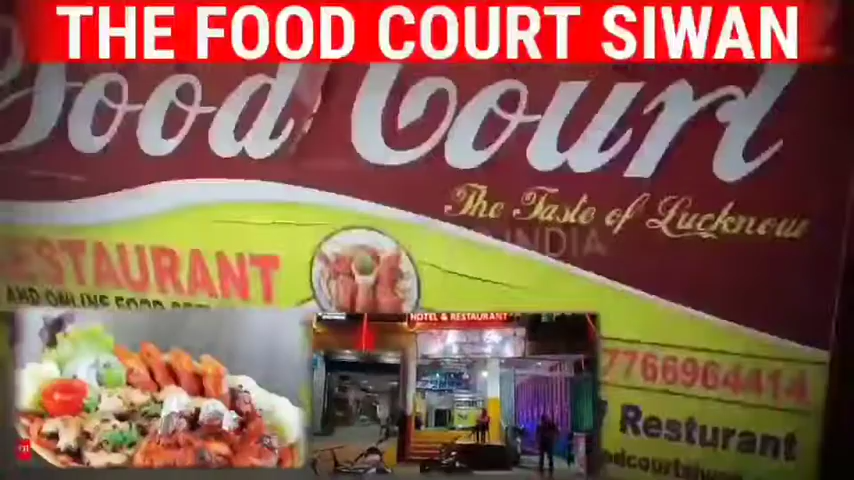 THE FOOD COURT SIWAN
Food Court
The Taste of Lucknow
INDIA
RESTAURANT
AND ONLINE FOOD
HOTEL & RESTAURANT
7766964414
Resturant